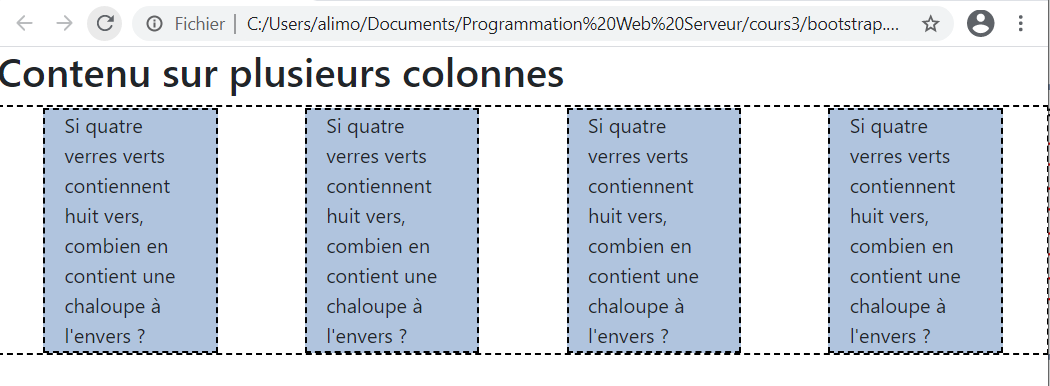 Fichier | C:/Users/alimo/Documents/Programmation%20Web%20Serveur/cours3/bootstrap....
Contenu sur plusieurs colonnes
Si quatre
verres verts
contiennent
huit vers,
combien en
contient une
chaloupe à
l'envers ?
Si quatre
verres verts
contiennent
huit vers,
combien en
contient une
chaloupe à
l'envers ?
Si quatre
verres verts
contiennent
huit vers,
combien en
contient une
chaloupe à
l'envers ?
Si quatre
verres verts
contiennent
huit vers,
combien en
contient une
chaloupe à
l'envers ?